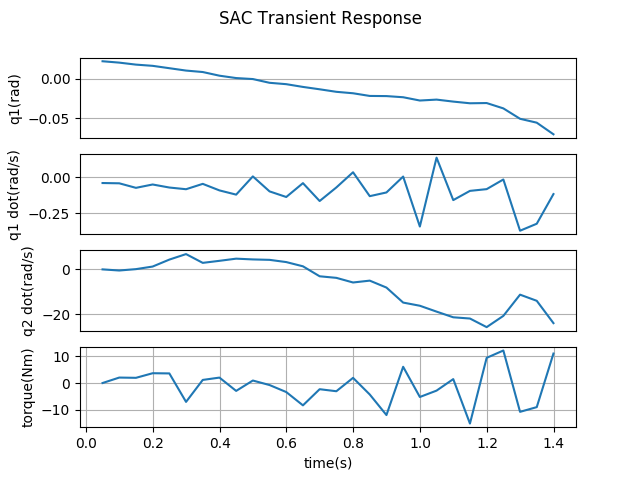 SAC Transient Response
0.00
−0.05
q1(rad)
0.00
−0.25
q1 dot(rad/s)
0
−20
q2 dot(rad/s)
10
0
−10
torque(Nm)
0.0 0.2 0.4 0.6 0.8 1.0 1.2 1.4
time(s)